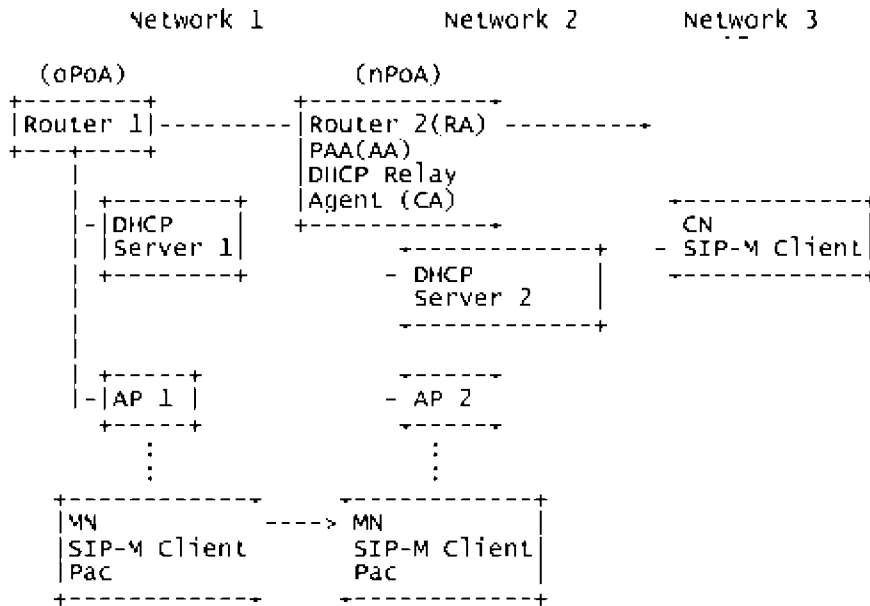 Network 1 Network 2 Network 3
(oPoA) (nPoA)
Router 1 Router 2(RA)
PAA(AA)
DHCP Relay
Agent (CA)
DHCP
Server 1
CN
SIP-M Client
DHCP
Server 2
AP 1 AP 2
MN MN
SIP-M Client SIP-M Client
Pac Pac